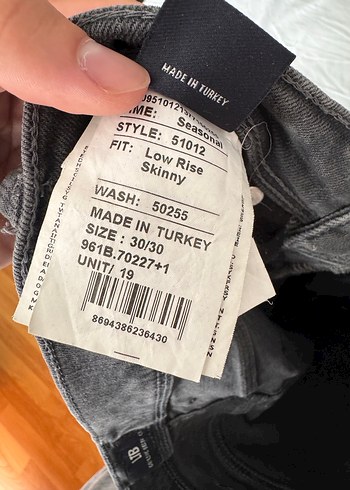 MADE IN TURKEY
STYLE: 51012
Seasonal
FIT: Low Rise
Skinny
WASH: 50255
MADE IN TURKEY
SIZE : 30/30
961B.70227+1
UNIT/ 19
8694386236430